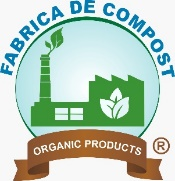 FABRICA DE COMPOST
ORGANIC PRODUCTS ®